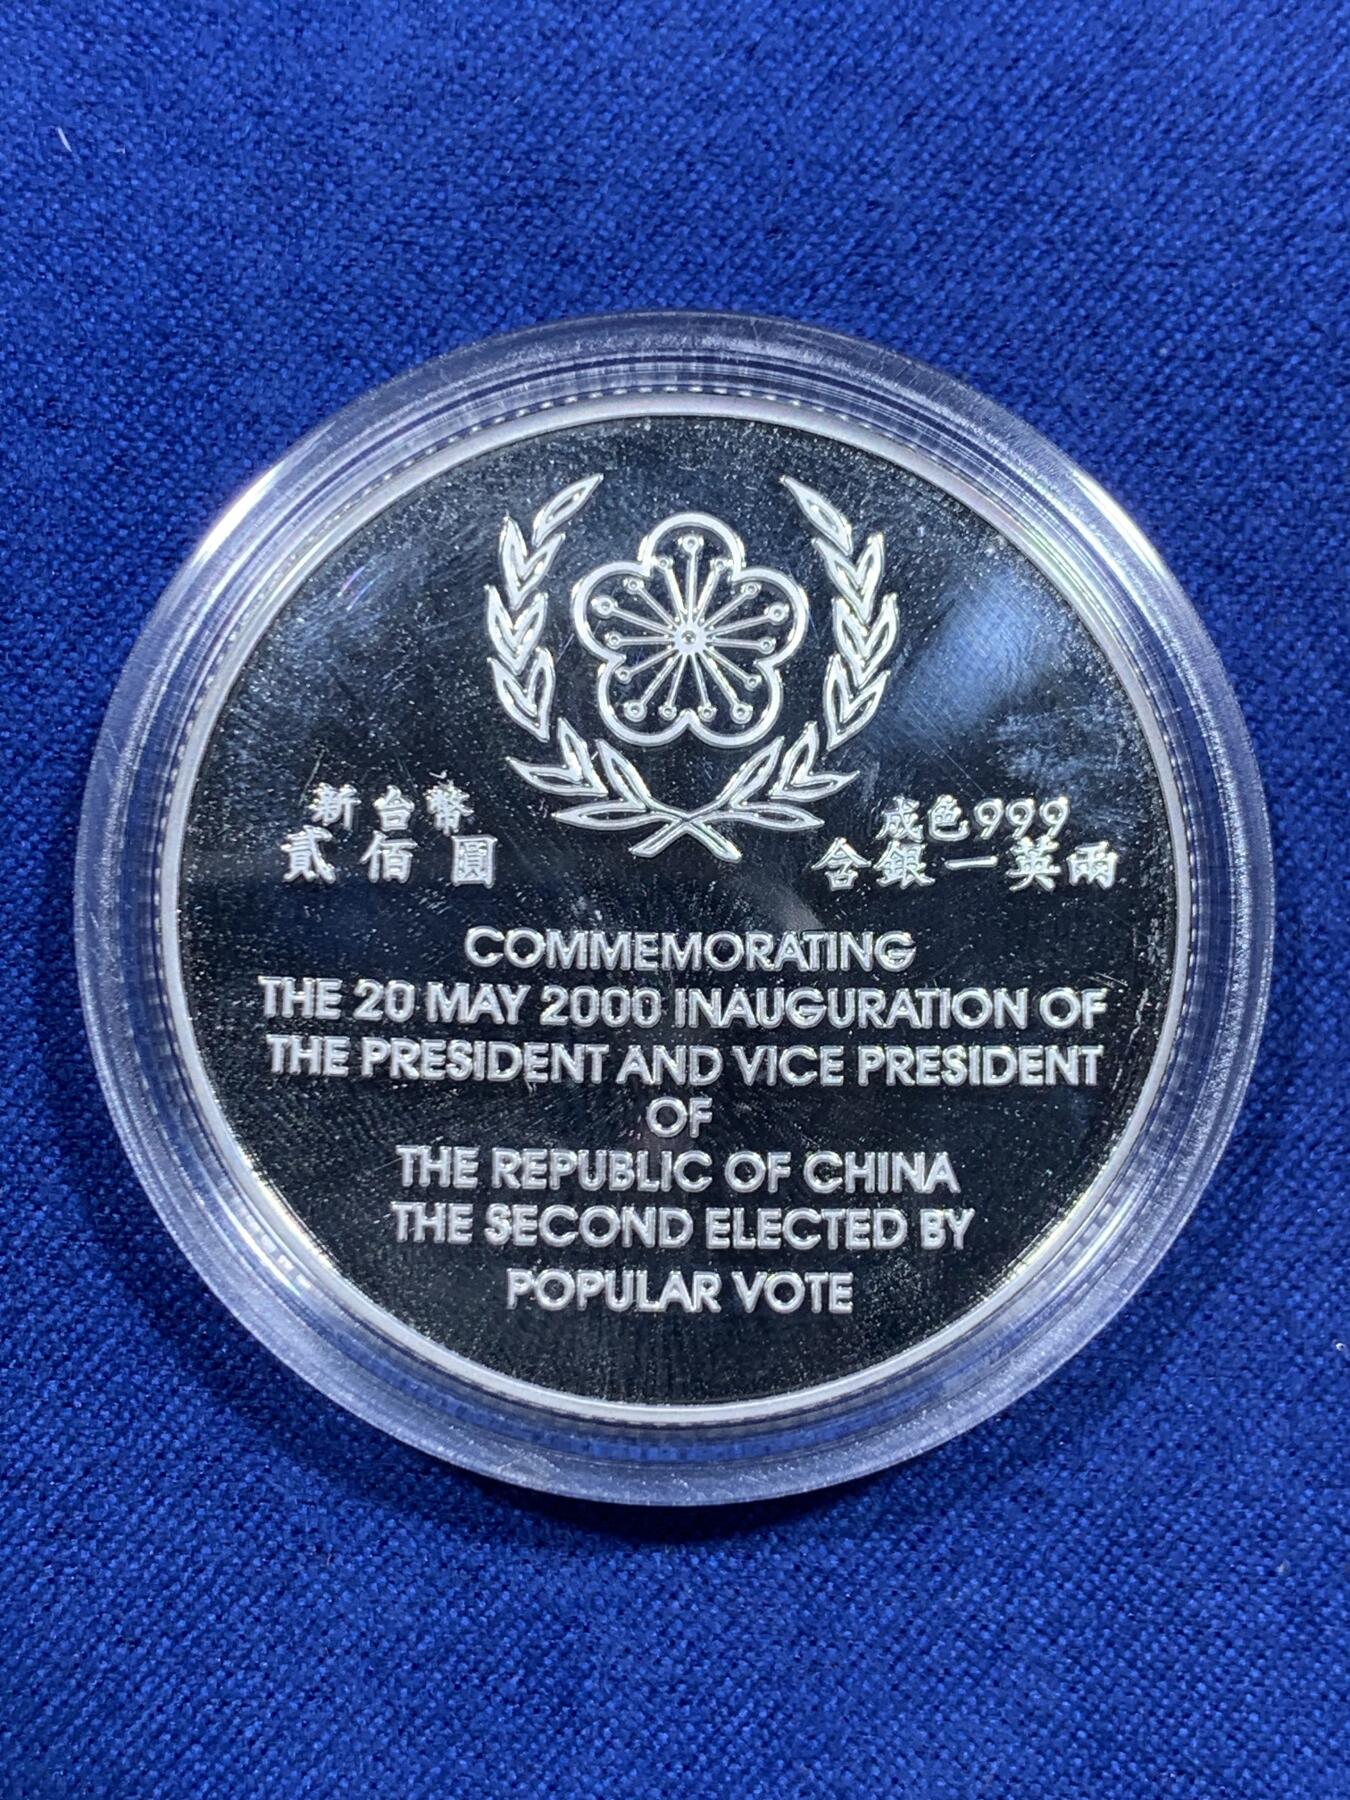 新台幣
貳佰圓
成色999
含銀一英兩
COMMEMORATING
THE 20 MAY 2000 INAUGURATION OF
THE PRESIDENT AND VICE PRESIDENT
OF
THE REPUBLIC OF CHINA
THE SECOND ELECTED BY
POPULAR VOTE